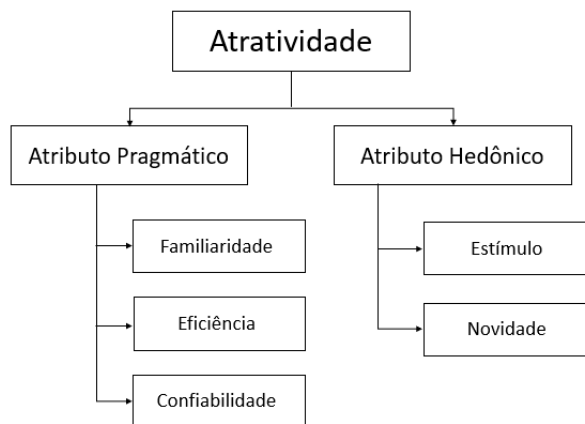 Atratividade
Atributo Pragmático
Familiaridade
Eficiência
Confiabilidade
Atributo Hedônico
Estímulo
Novidade